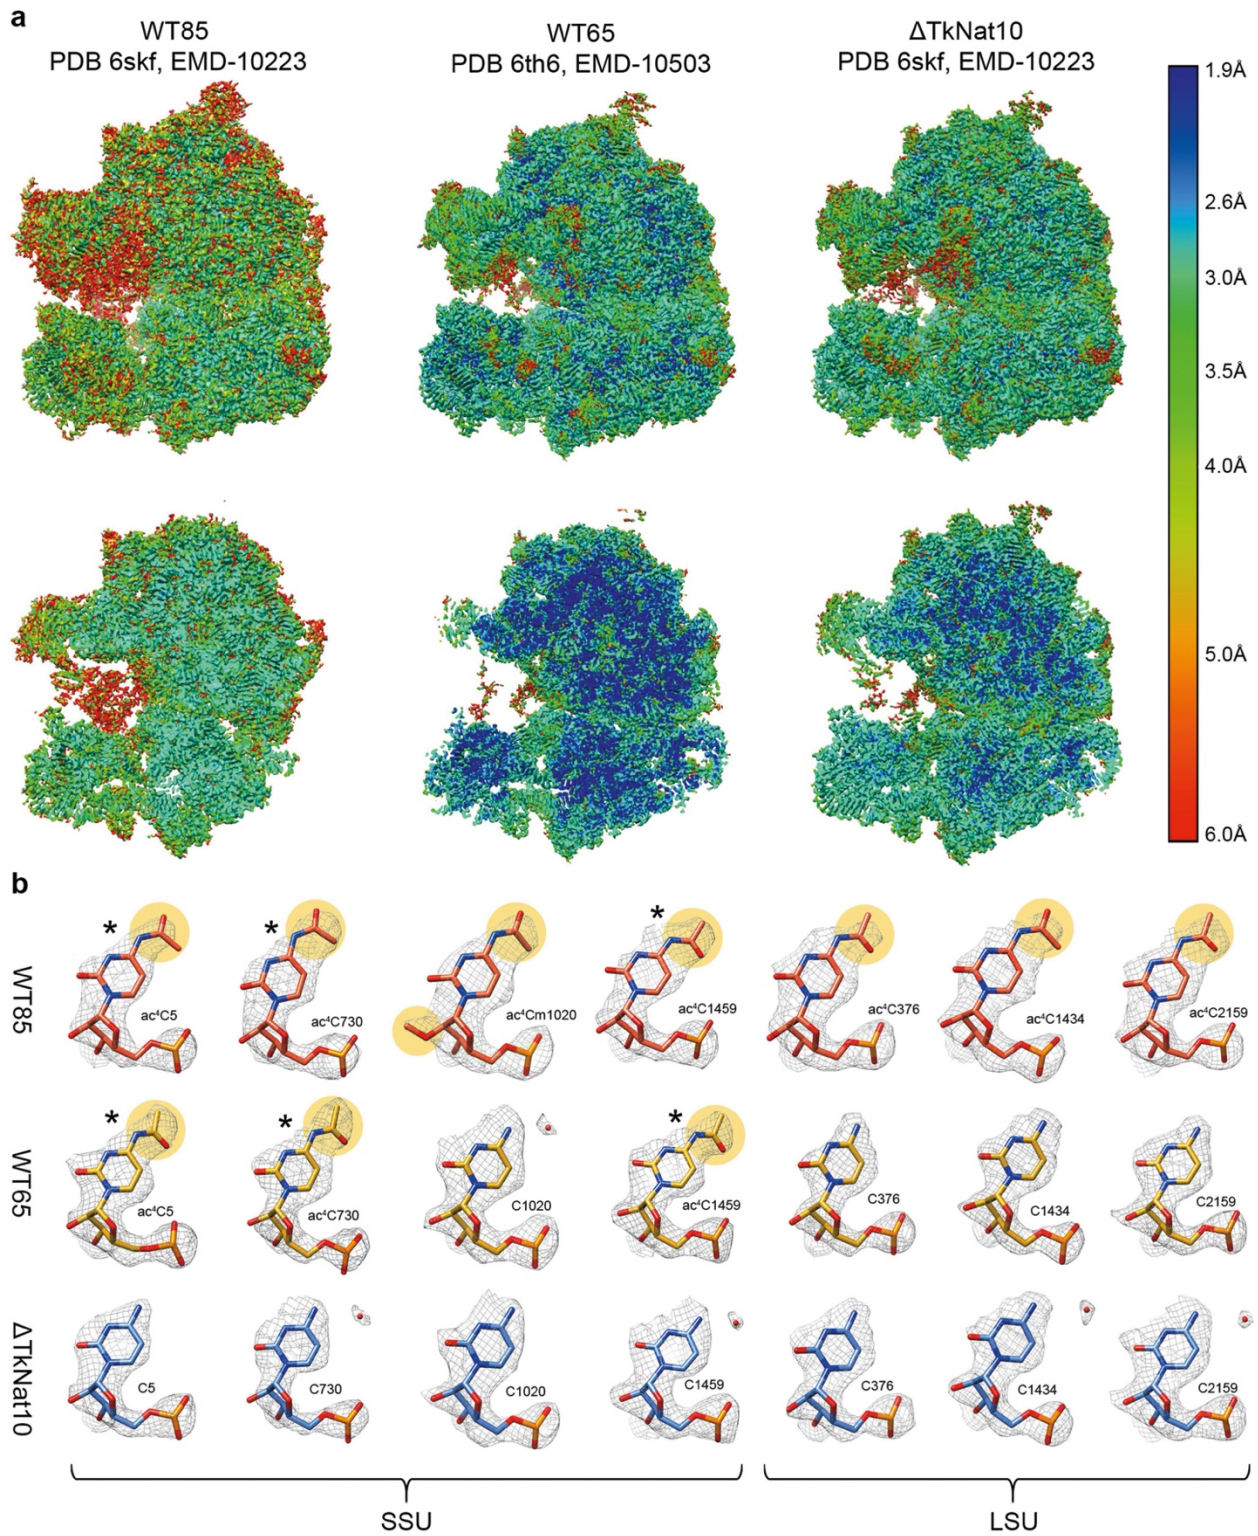 a
WT85
PDB 6skf, EMD-10223
WT65
PDB 6th6, EMD-10503
ΔTkNat10
PDB 6skf, EMD-10223
1.9Å
2.6Å
3.0Å
3.5Å
4.0Å
5.0Å
6.0Å
b
WT85
* * *
ac⁴C5
ac⁴C730
ac⁴Cm1020
ac⁴C1459
ac⁴C376
ac⁴C1434
ac⁴C2159
WT65
* * *
ac⁴C5
ac⁴C730
C1020
ac⁴C1459
C376
C1434
C2159
ΔTkNat10
C5
C730
C1020
C1459
C376
C1434
C2159
SSU
LSU